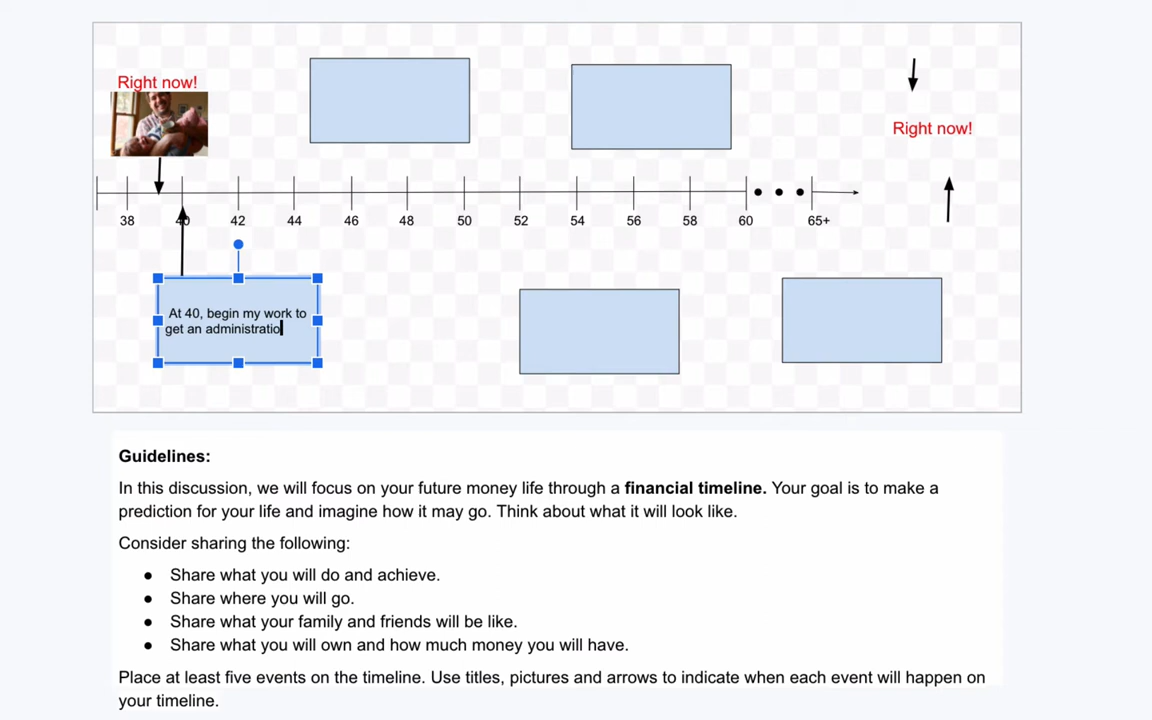 Right now!
Right now!
38 40 42 44 46 48 50 52 54 56 58 60 65+
At 40, begin my work to
get an administratio
Guidelines:
In this discussion, we will focus on your future money life through a financial timeline. Your goal is to make a
prediction for your life and imagine how it may go. Think about what it will look like.
Consider sharing the following:
● Share what you will do and achieve.
● Share where you will go.
● Share what your family and friends will be like.
● Share what you will own and how much money you will have.
Place at least five events on the timeline. Use titles, pictures and arrows to indicate when each event will happen on
your timeline.